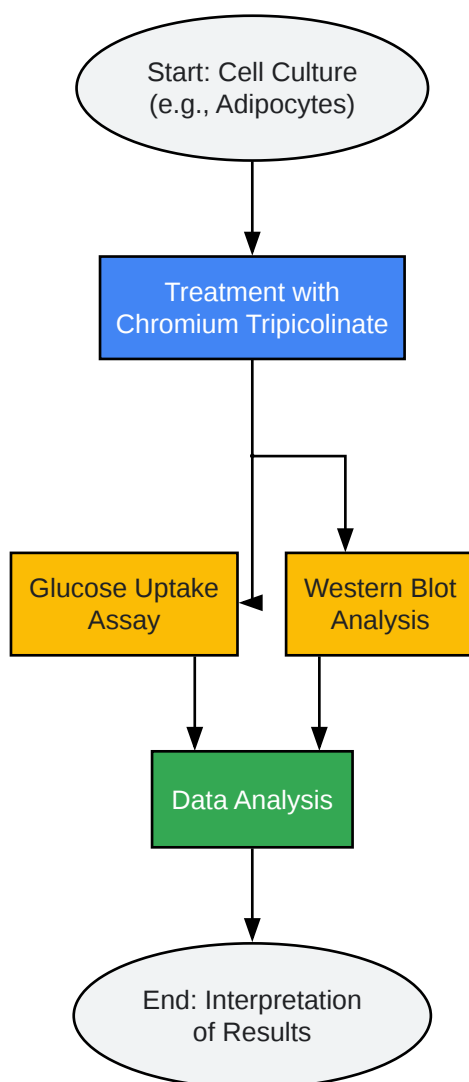 Start: Cell Culture
(e.g., Adipocytes)
Treatment with
Chromium Tripicolinate
Glucose Uptake
Assay
Western Blot
Analysis
Data Analysis
End: Interpretation
of Results